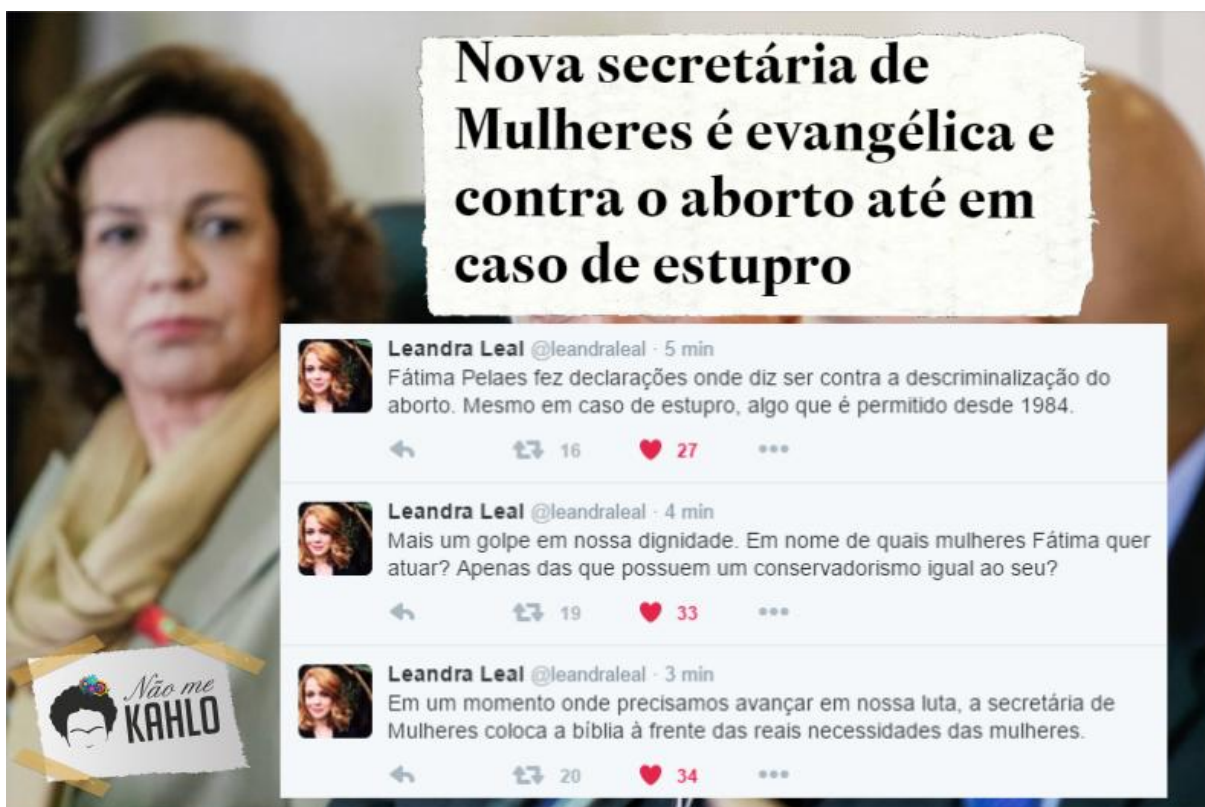 Nova secretária de
Mulheres é evangélica e
contra o aborto até em
caso de estupro
Leandra Leal @leandraleal · 5 min
Fátima Pelaes fez declarações onde diz ser contra a descriminalização do
aborto. Mesmo em caso de estupro, algo que é permitido desde 1984.
16 27
Leandra Leal @leandraleal · 4 min
Mais um golpe em nossa dignidade. Em nome de quais mulheres Fátima quer
atuar? Apenas das que possuem um conservadorismo igual ao seu?
19 33
Leandra Leal @leandraleal · 3 min
Em um momento onde precisamos avançar em nossa luta, a secretária de
Mulheres coloca a bíblia à frente das reais necessidades das mulheres.
20 34
Não me
KAHLO